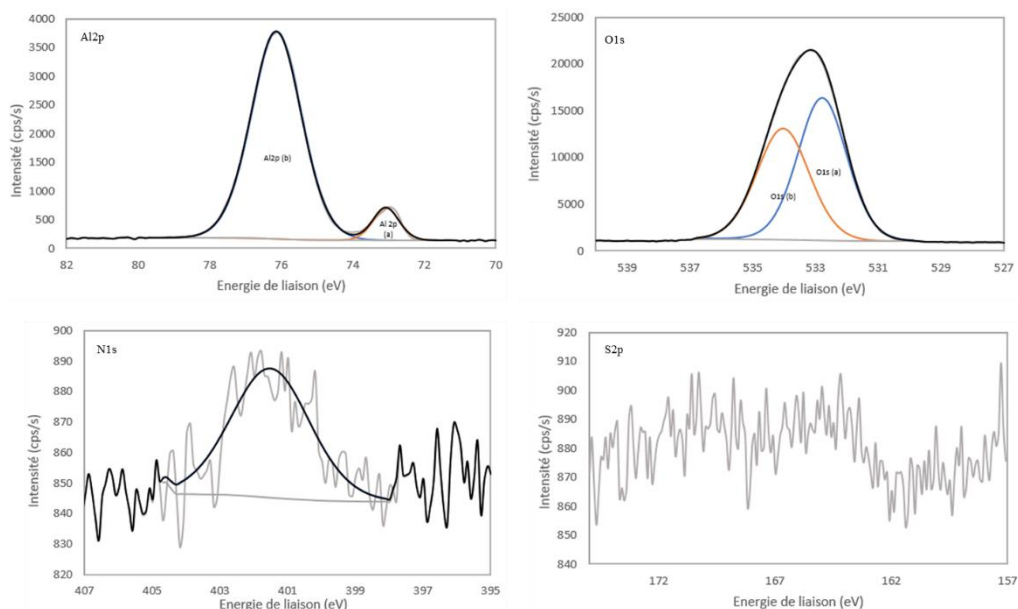 Al2p
Intensité (cps/s)
4000
3500
3000
2500
2000
1500
1000
500
0
Al2p (b)
Al 2p
(a)
82 80 78 76 74 72 70
Energie de liaison (eV)
O1s
Intensité (cps/s)
25000
20000
15000
10000
5000
0
O1s (a)
O1s (b)
539 537 535 533 531 529 527
Energie de liaison (eV)
N1s
Intensité (cps/s)
900
890
880
870
860
850
840
830
820
407 405 403 401 399 397 395
Energie de liaison (eV)
S2p
Intensité (cps/s)
920
910
900
890
880
870
860
850
840
172 167 162 157
Energie de liaison (eV)